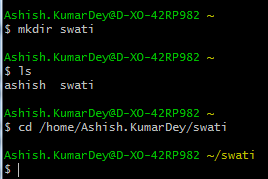 Ashish.KumarDey@D-XO-42RP982 ~
$ mkdir swati
Ashish.KumarDey@D-XO-42RP982 ~
$ ls
ashish  swati
Ashish.KumarDey@D-XO-42RP982 ~
$ cd /home/Ashish.KumarDey/swati
Ashish.KumarDey@D-XO-42RP982 ~/swati
$